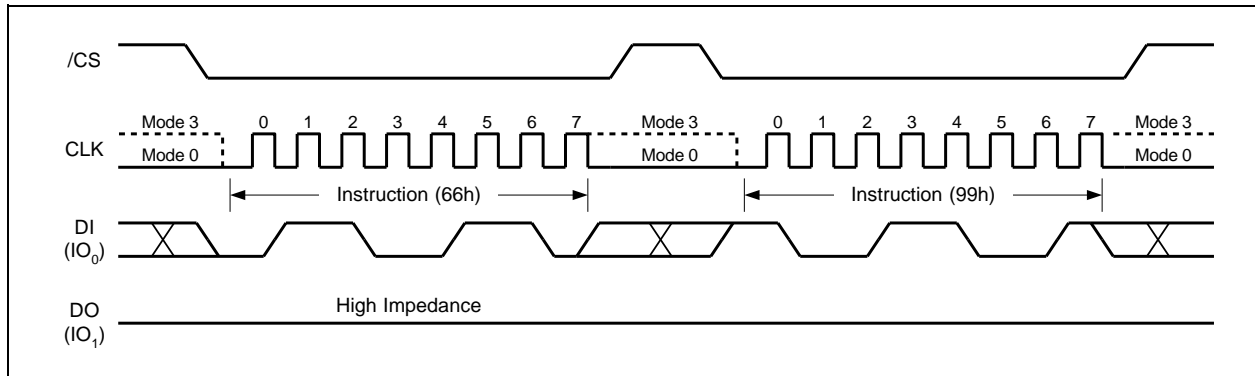 /CS
Mode 3 0 1 2 3 4 5 6 7 Mode 3 0 1 2 3 4 5 6 7 Mode 3
CLK
Mode 0 Mode 0 Mode 0
Instruction (66h) Instruction (99h)
DI
(IO0)
High Impedance
DO
(IO1)